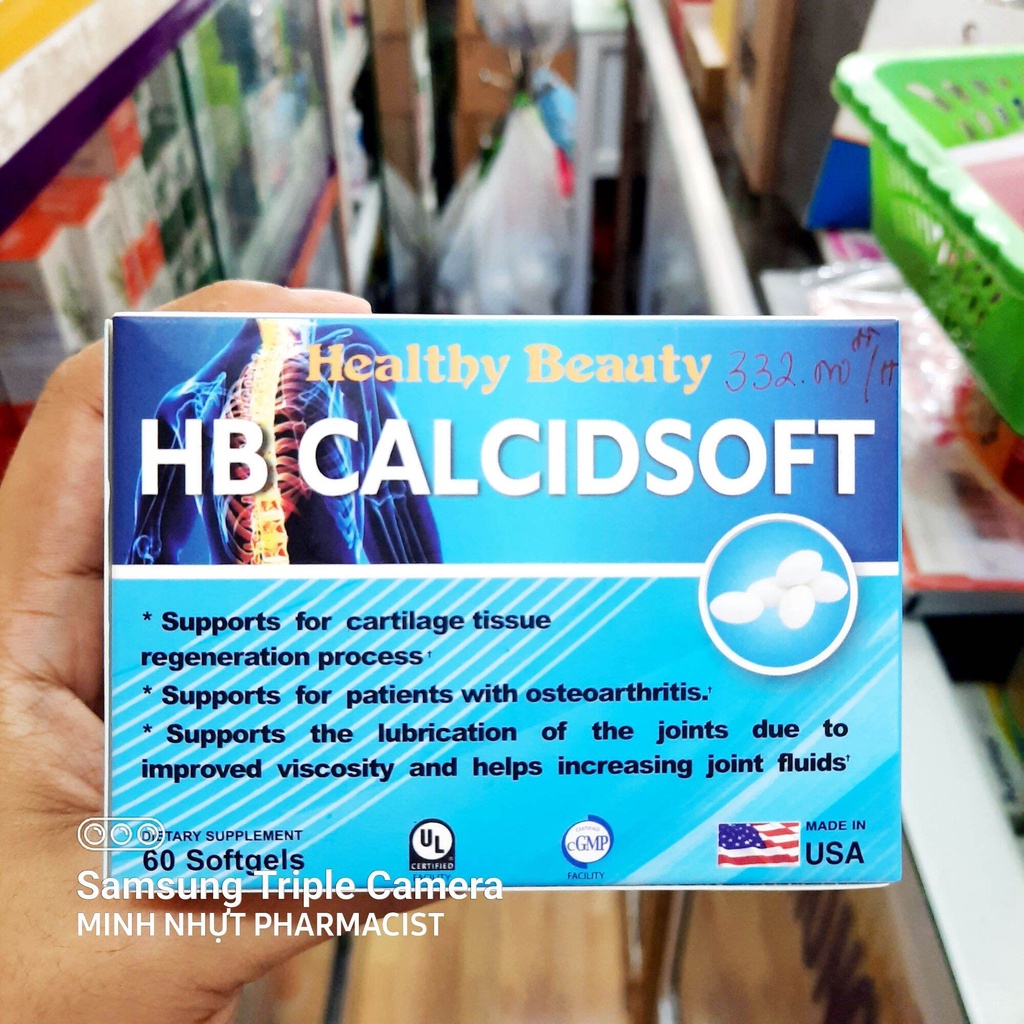 Healthy Beauty
332.000đ/H
HB CALCIDSOFT
* Supports for cartilage tissue
regeneration process†
* Supports for patients with osteoarthritis.†
* Supports the lubrication of the joints due to
improved viscosity and helps increasing joint fluids†
DIETARY SUPPLEMENT
60 Softgels
UL
CERTIFIED
FACILITY
CERTIFIED
cGMP
FACILITY
MADE IN
USA
Samsung Triple Camera
MINH NHỰT PHARMACIST